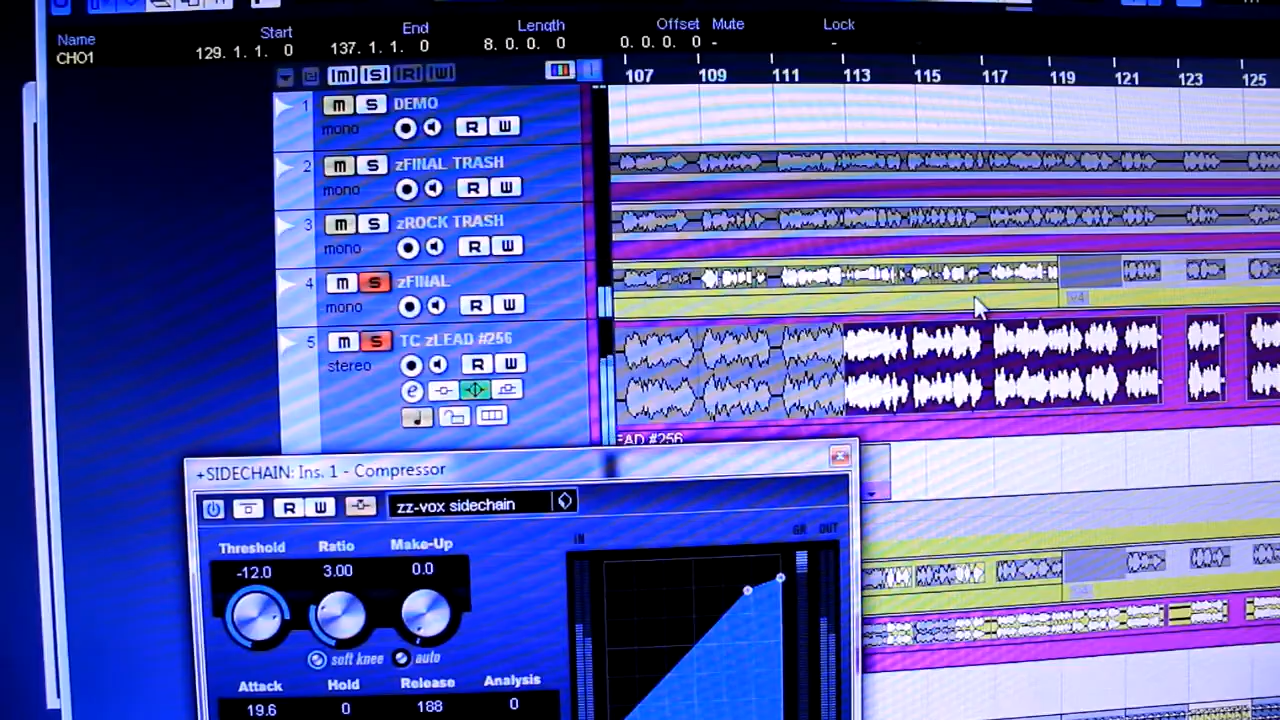 Name Start End Length Offset Mute Lock
CHO1 129. 1. 1. 0 137. 1. 1. 0 8. 0. 0. 0 0. 0. 0. 0 - -
m S R W 107 109 111 113 115 117 119 121 123 125
1 m S DEMO
mono R W
2 m S zFINAL TRASH
mono R W
3 m S zROCK TRASH
mono R W
4 m S zFINAL
mono R W
5 m S TC zLEAD #256
stereo R W
e
EAD #256
+SIDECHAIN: Ins. 1 - Compressor
R W zz-vox sidechain
Threshold Ratio Make-Up IN GR OUT
-12.0 3.00 0.0
soft knee auto
Attack Hold Release Analysis
19.6 0 188 0